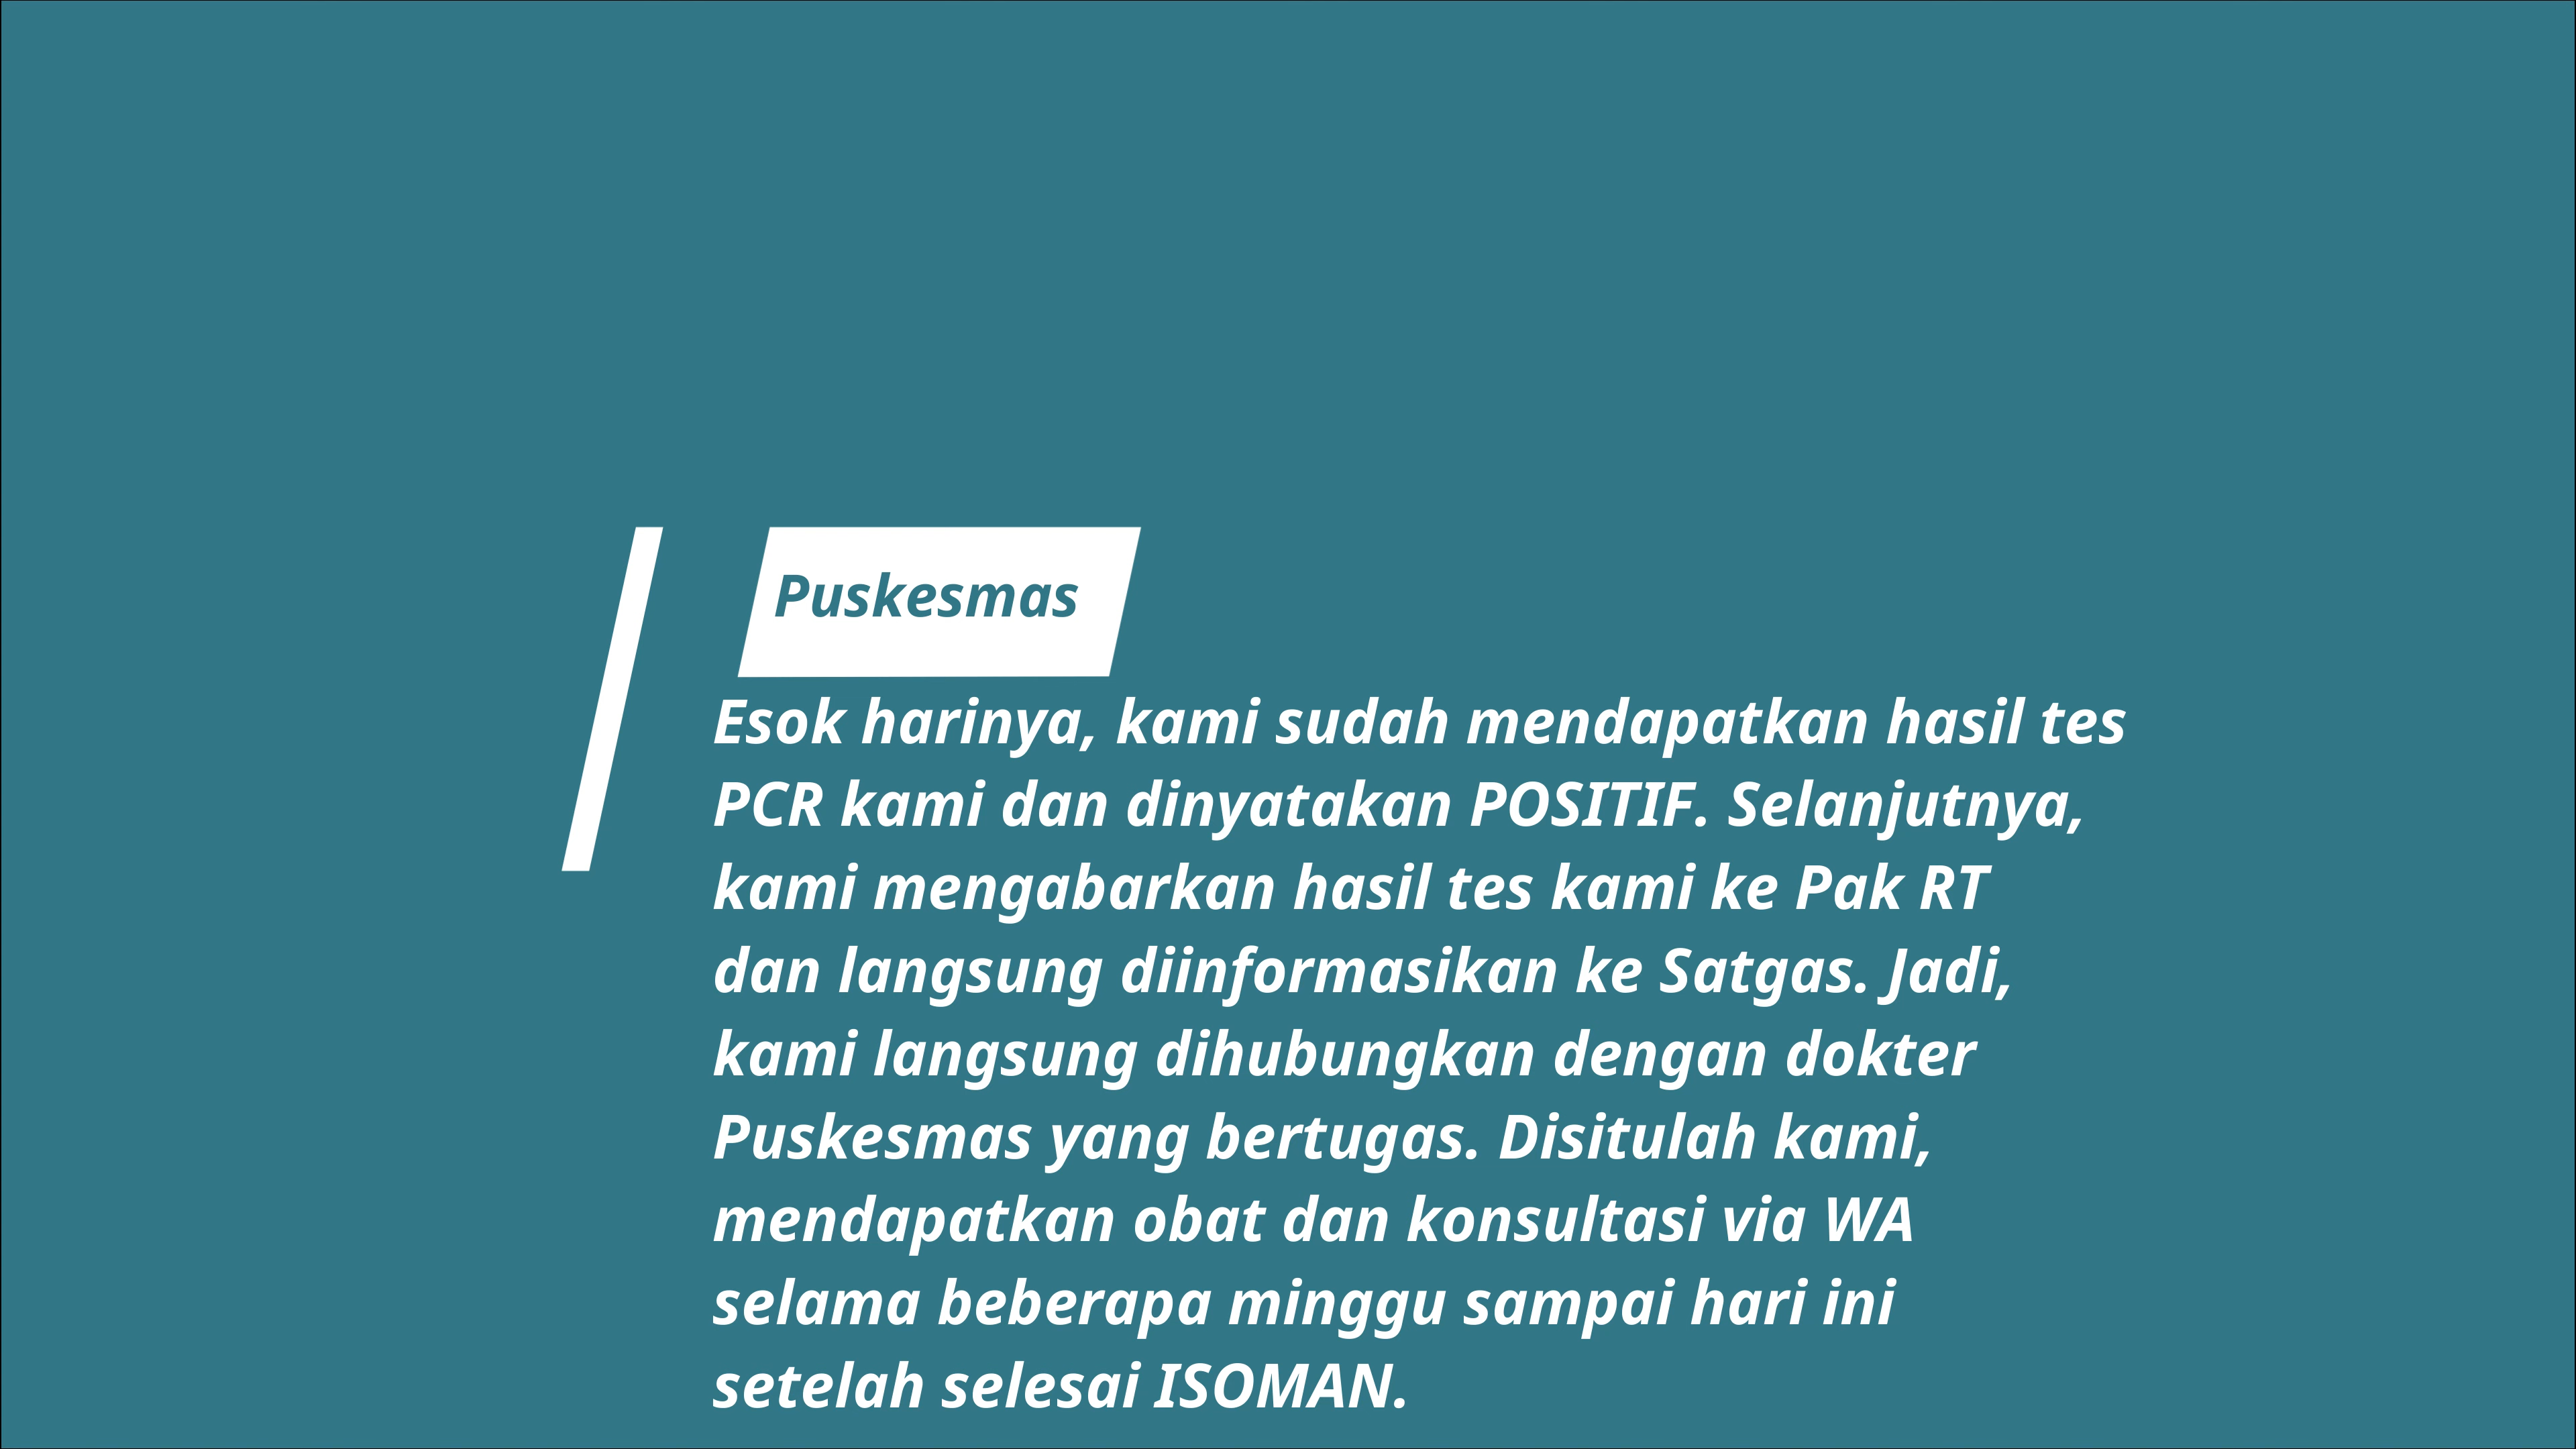 Puskesmas
Esok harinya, kami sudah mendapatkan hasil tes
PCR kami dan dinyatakan POSITIF. Selanjutnya,
kami mengabarkan hasil tes kami ke Pak RT
dan langsung diinformasikan ke Satgas. Jadi,
kami langsung dihubungkan dengan dokter
Puskesmas yang bertugas. Disitulah kami,
mendapatkan obat dan konsultasi via WA
selama beberapa minggu sampai hari ini
setelah selesai ISOMAN.